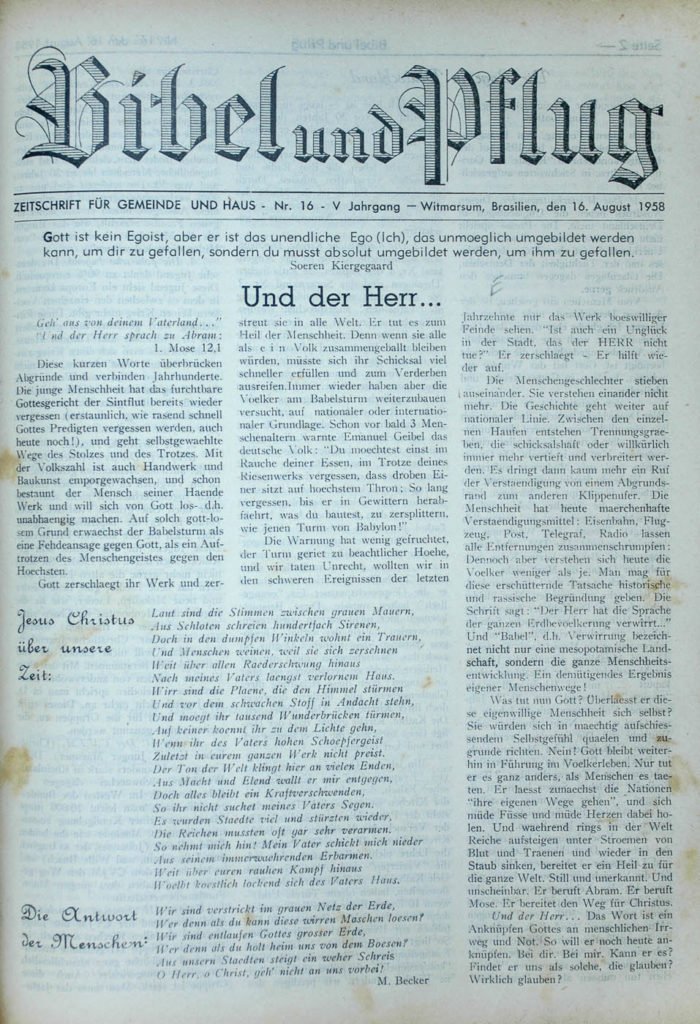 Bibel und Pflug
ZEITSCHRIFT FÜR GEMEINDE UND HAUS - Nr. 16 - V Jahrgang — Witmarsum, Brasilien, den 16. August 1958
Gott ist kein Egoist, aber er ist das unendliche Ego (Ich), das unmoeglich umgebildet werden
kann, um dir zu gefallen, sondern du musst absolut umgebildet werden, um ihm zu gefallen.
Soeren Kiergegaard
Und der Herr...
Geh' aus von deinem Vaterland..."
"Und der Herr sprach zu Abram:
1. Mose 12,1
Diese kurzen Worte überbrücken
Abgründe und verbinden Jahrhunderte.
Die junge Menschheit hat das furchtbare
Gottesgericht der Sintflut bereits wieder
vergessen (erstaunlich, wie rasend schnell
Gottes Predigten vergessen werden, auch
heute noch!), und geht selbstgewaehlte
Wege des Stolzes und des Trotzes. Mit
der Volkszahl ist auch Handwerk und
Baukunst emporgewachsen, und schon
bestaunt der Mensch seiner Haende
Werk und will sich von Gott los- d.h.
unabhaengig machen. Auf solch gottlo-
sem Grund erwaechst der Babelsturm als
eine Fehdeansage gegen Gott, als ein Auf-
trotzen des Menschengeistes gegen den
Hoechsten.
Gott zerschlaegt ihr Werk und zer-
streut sie in alle Welt. Er tut es zum
Heil der Menschheit. Denn wenn sie alle
als e i n Volk zusammengeballt bleiben
würden, müsste sich ihr Schicksal viel
schneller erfüllen und zum Verderben
ausreifen.Immer wieder haben aber die
Voelker am Babelsturm weiterzubauen
versucht, auf nationaler oder internatio-
naler Grundlage. Schon vor bald 3 Men-
schenaltern warnte Emanuel Geibel das
deutsche Volk: "Du moechtest einst im
Rauche deiner Essen, im Trotze deines
Riesenwerks vergessen, dass droben Ei-
ner sitzt auf hoechstem Thron; So lang
vergessen, bis er in Gewittern herab-
faehrt, was du bautest, zu zersplittern,
wie jenen Turm von Babylon!"
Die Warnung hat wenig gefruchtet,
der Turm geriet zu beachtlicher Hoehe,
und wir taten Unrecht, wollten wir in
den schweren Ereignissen der letzten
Jahrzehnte nur das Werk boeswilliger
Feinde sehen. "Ist auch ein Unglück
in der Stadt, das der HERR nicht
tue?" Er zerschlaegt - Er hilft wie-
der auf.
Die Menschengeschlechter stieben
auseinander. Sie verstehen einander nicht
mehr. Die Geschichte geht weiter auf
nationaler Linie. Zwischen den einzel-
nen Haufen entstehen Trennungsgrae-
ben, die schicksalshaft oder willkürlich
immer mehr vertieft und verbreitert wer-
den. Es dringt dann kaum mehr ein Ruf
der Verstaendigung von einem Abgrunds-
rand zum anderen Klippenufer. Die
Menschheit hat heute maerchenhafte
Verstaendigungsmittel: Eisenbahn, Flug-
zeug, Post, Telegraf, Radio lassen
alle Entfernungen zusammenschrumpfen:
Dennoch aber verstehen sich heute die
Voelker weniger als je. Man mag für
diese erschütternde Tatsache historische
und rassische Begründung geben. Die
Schrift sagt: "Der Herr hat die Sprache
der ganzen Erdbevoelkerung verwirrt..."
Und "Babel", d.h. Verwirrung bezeich-
net nicht nur eine mesopotamische Land-
schaft, sondern die ganze Menschheits-
entwicklung. Ein demütigendes Ergebnis
eigener Menschenwege!
Was tut nun Gott? Überlaesst er die-
se eigenwillige Menschheit sich selbst?
Sie würden sich in maechtig aufschies-
sendem Selbstgefühl quaelen und zu-
grunde richten. Nein! Gott bleibt weiter-
hin in Führung im Voelkerleben. Nur tut
er es ganz anders, als Menschen es tae-
ten. Er laesst zunaechst die Nationen
"ihre eigenen Wege gehen", und sich
müde Füsse und müde Herzen dabei ho-
len. Und waehrend rings in der Welt
Reiche aufsteigen unter Stroemen von
Blut und Traenen und wieder in den
Staub sinken, bereitet er ein Heil zu für
die ganze Welt. Still und unerkannt. Und
unscheinbar. Er beruft Abram. Er beruft
Mose. Er bereitet den Weg für Christus.
Und der Herr... Das Wort ist ein
Anknüpfen Gottes an menschlichen Irr-
weg und Not. So will er noch heute an-
knüpfen. Bei dir. Bei mir. Kann er es?
Findet er uns als solche, die glauben?
Wirklich glauben?
Jesus Christus
über unsere
Zeit:
Laut sind die Stimmen zwischen grauen Mauern,
Aus Schloten schreien hundertfach Sirenen,
Doch in den dumpfen Winkeln wohnt ein Trauern,
Und Menschen weinen, weil sie sich zersehnen
Weit über allen Raederschwung hinaus
Nach meines Vaters laengst verlornem Haus.
Wirr sind die Plaene, die den Himmel stürmen
Und vor dem schwachen Stoff in Andacht stehn,
Und moegt ihr tausend Wunderbrücken türmen,
Auf keiner koennt ihr zu dem Lichte gehn,
Wenn ihr des Vaters hohen Schoepfergeist
Zuletzt in eurem ganzen Werk nicht preist.
Der Ton der Welt klingt hier an vielen Enden,
Aus Macht und Elend wallt er mir entgegen,
Doch alles bleibt ein Kraftverschwenden,
So ihr nicht suchet meines Vaters Segen.
Es wurden Staedte viel und stürzten wieder,
Die Reichen mussten oft gar sehr verarmen.
So nehmt mich hin! Mein Vater schickt mich nieder
Aus seinem immerwaehrenden Erbarmen.
Weit über euren rauhen Kampf hinaus
Woelbt koestlich lockend sich des Vaters Haus.
Die Antwort
der Menschen:
Wir sind verstrickt im grauen Netz der Erde,
Wer denn als du kann diese wirren Maschen loesen?
Wir sind entlaufen Gottes grosser Erde,
Wer denn als du holt heim uns von dem Boesen?
Aus unsern Staedten steigt ein weher Schreis
O Herr, o Christ, geh' nicht an uns vorbei!
M. Becker